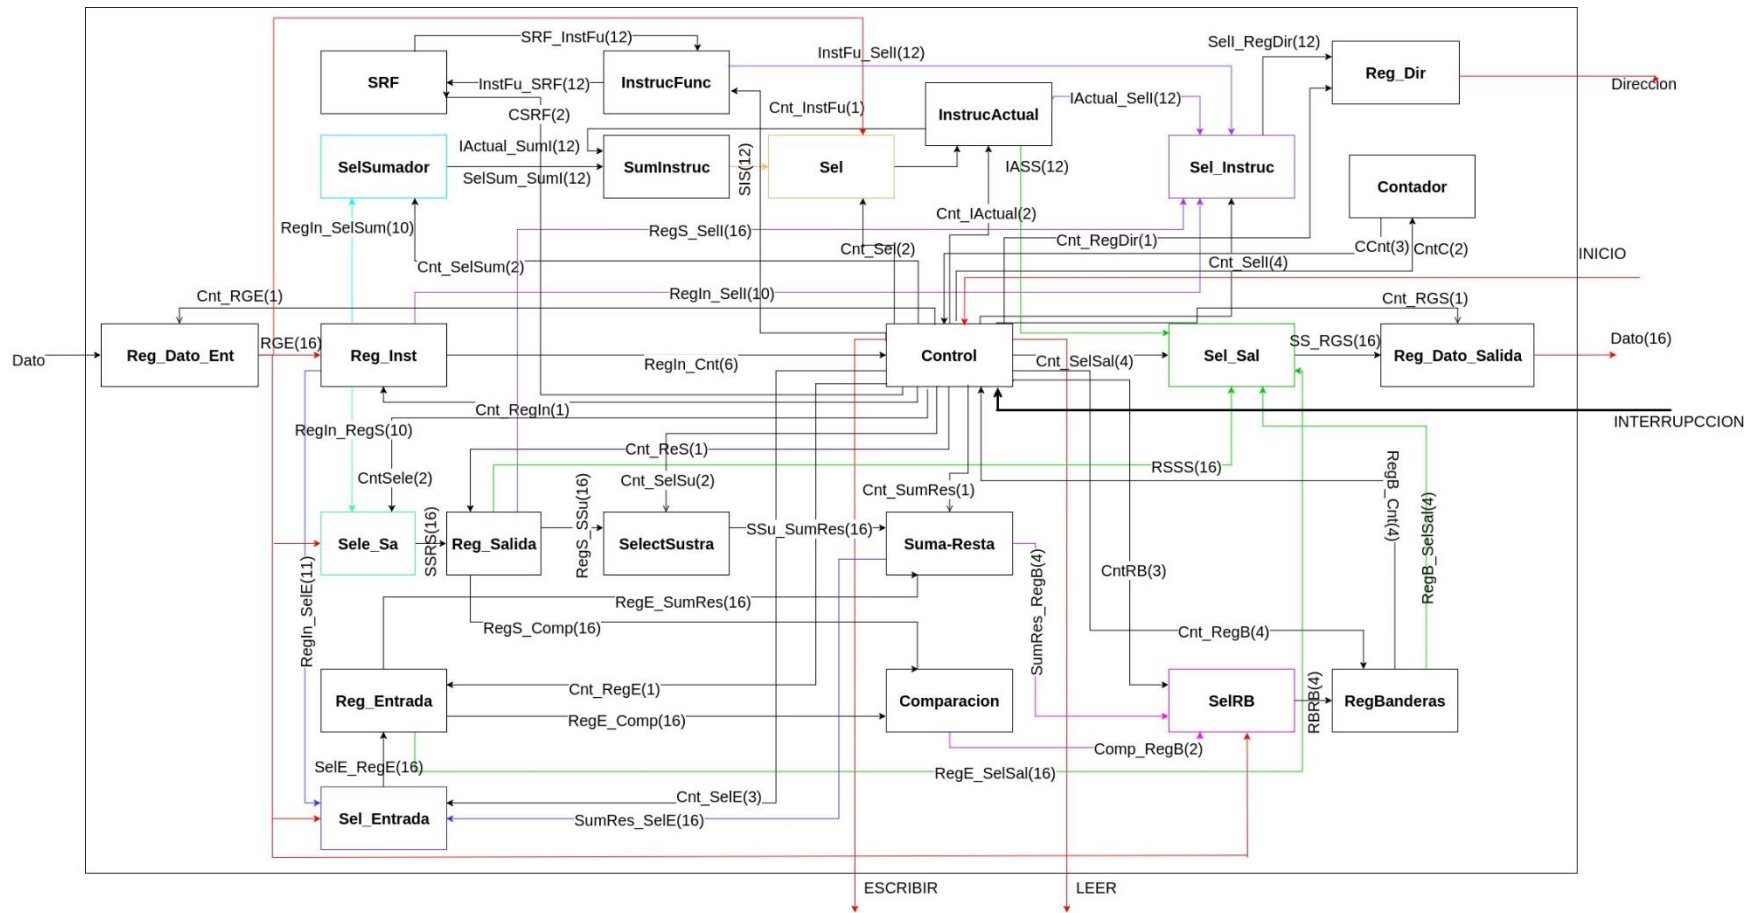 SRF_InstFu(12)
SelI_RegDir(12)
InstFu_SelI(12)
SRF
InstrucFunc
Reg_Dir
InstFu_SRF(12)
Direccion
CSRF(2)
Cnt_InstFu(1)
InstrucActual
IActual_SelI(12)
IActual_SumI(12)
SelSumador
SumInstruc
SIS(12)
Sel
IASS(12)
Sel_Instruc
SelSum_SumI(12)
Contador
RegIn_SelSum(10)
RegS_SelI(16)
Cnt_IActual(2)
Cnt_Sel(2)
Cnt_RegDir(1)
CCnt(3)
CntC(2)
INICIO
Cnt_SelSum(2)
Cnt_SelI(4)
Cnt_RGE(1)
RegIn_SelI(10)
Cnt_RGS(1)
Dato
Reg_Dato_Ent
RGE(16)
Reg_Inst
RegIn_Cnt(6)
Control
Cnt_SelSal(4)
Sel_Sal
SS_RGS(16)
Reg_Dato_Salida
Dato(16)
Cnt_RegIn(1)
INTERRUPCCION
RegIn_RegS(10)
Cnt_ReS(1)
CntSele(2)
RSSS(16)
Cnt_SelSu(2)
Cnt_SumRes(1)
RegB_Cnt(4)
RegB_SelSal(4)
Sele_Sa
SSRS(16)
Reg_Salida
RegS_SSu(16)
SelectSustra
SSu_SumRes(16)
Suma-Resta
CntRB(3)
RegIn_SelE(11)
RegE_SumRes(16)
RegS_Comp(16)
SumRes_RegB(4)
Cnt_RegB(4)
Cnt_RegE(1)
Reg_Entrada
Comparacion
SelRB
RBRB(4)
RegBanderas
RegE_Comp(16)
Comp_RegB(2)
SelE_RegE(16)
RegE_SelSal(16)
Cnt_SelE(3)
Sel_Entrada
SumRes_SelE(16)
ESCRIBIR
LEER